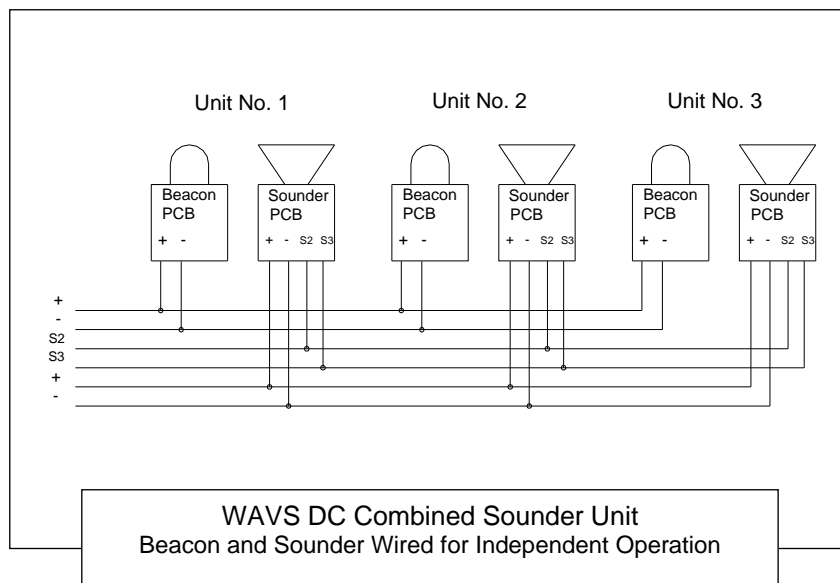 Unit No. 1 Unit No. 2 Unit No. 3
Beacon PCB
+ -
Sounder PCB
+ - S2 S3
Beacon PCB
+ -
Sounder PCB
+ - S2 S3
Beacon PCB
+ -
Sounder PCB
+ - S2 S3
+
-
S2
S3
+
-
WAVS DC Combined Sounder Unit
Beacon and Sounder Wired for Independent Operation